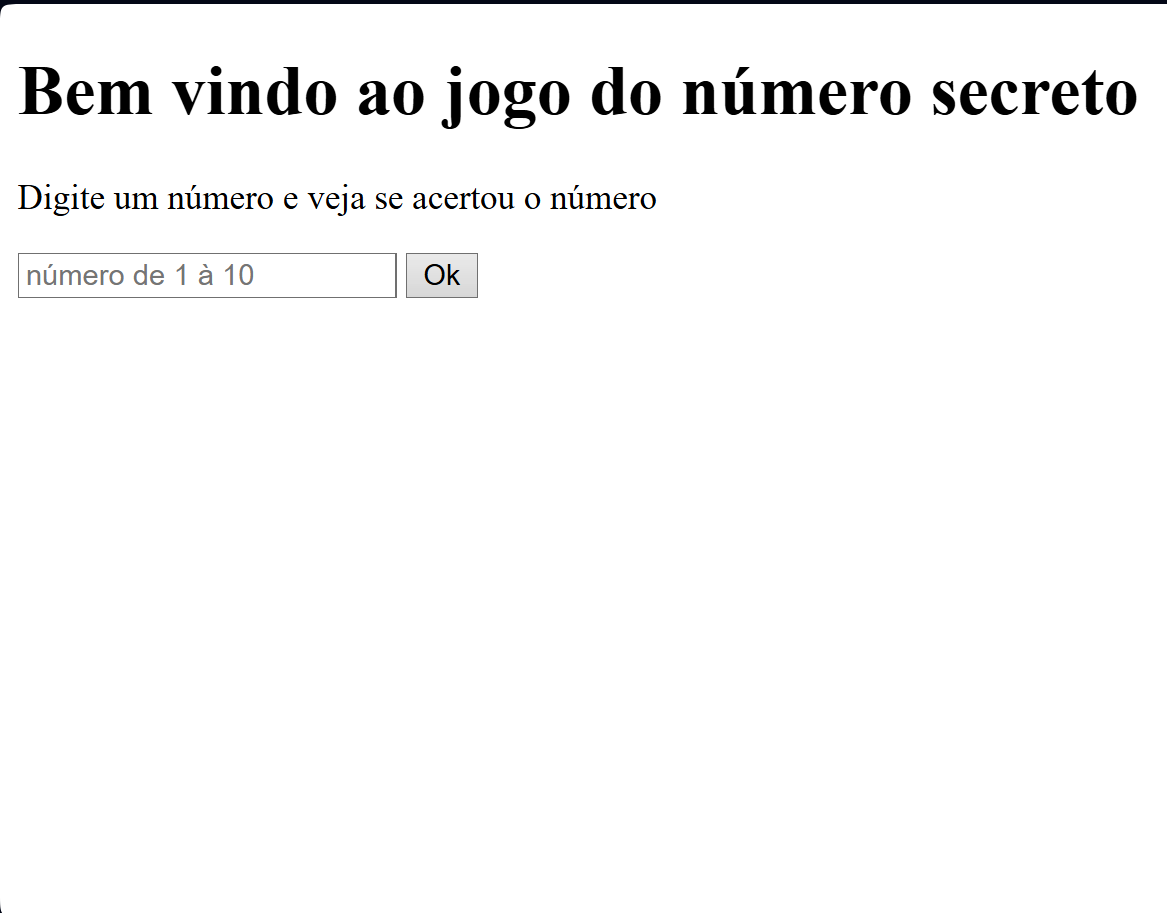 Bem vindo ao jogo do número secreto
Digite um número e veja se acertou o número
número de 1 à 10
Ok